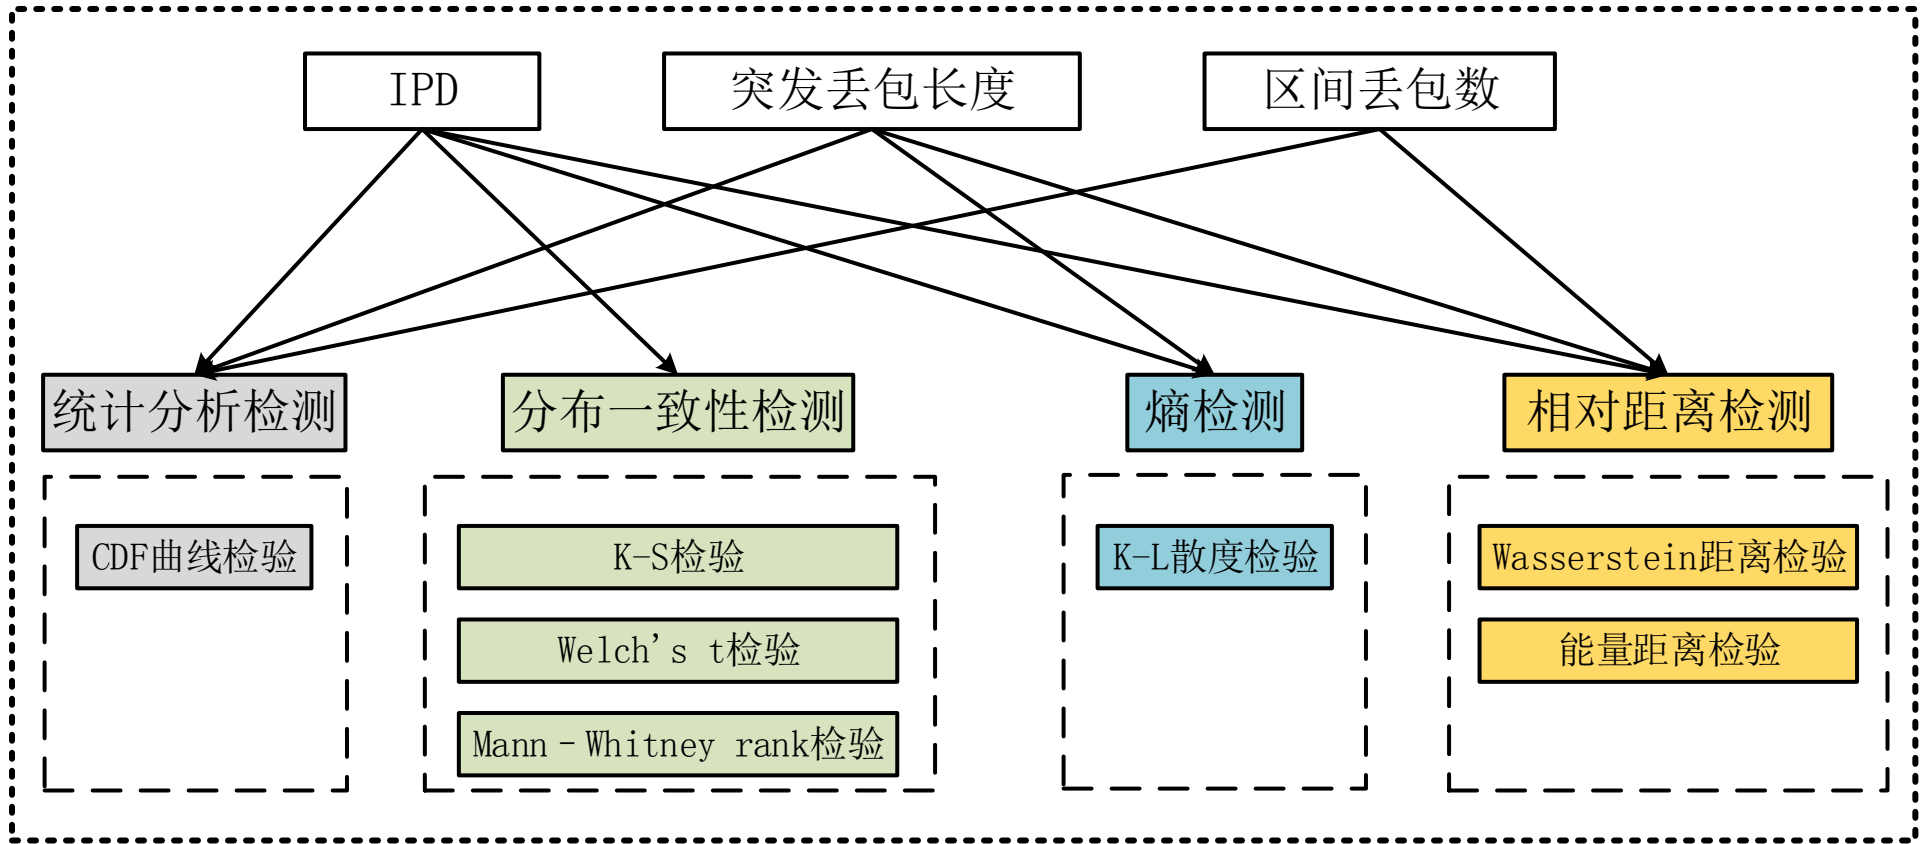 IPD
突发丢包长度
区间丢包数
统计分析检测
分布一致性检测
熵检测
相对距离检测
CDF曲线检验
K-S检验
K-L散度检验
Wasserstein距离检验
Welch's t检验
能量距离检验
Mann–Whitney rank检验